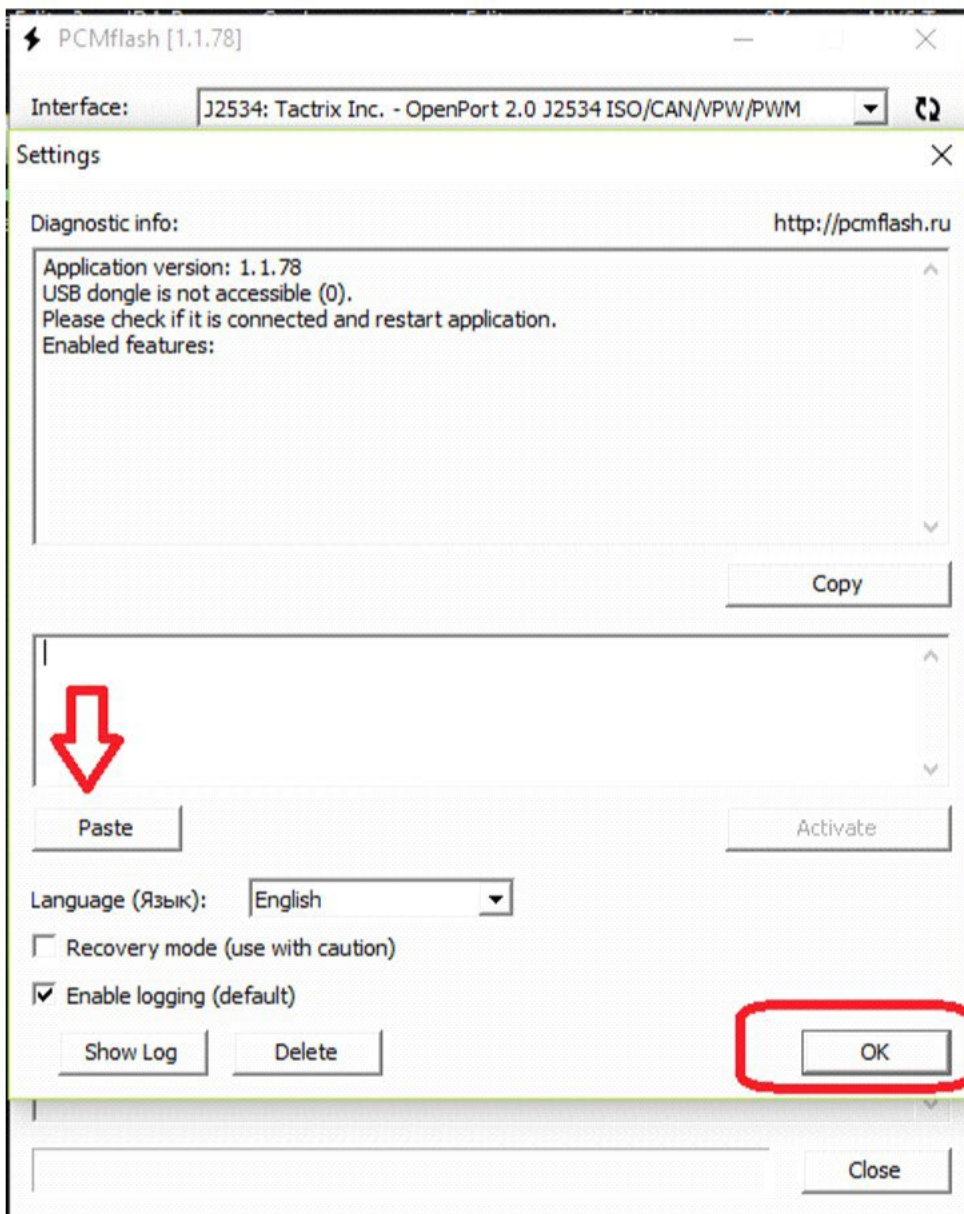 PCMflash [1.1.78]
Interface: J2534: Tactrix Inc. - OpenPort 2.0 J2534 ISO/CAN/VPW/PWM
Settings
Diagnostic info: http://pcmflash.ru
Application version: 1.1.78
USB dongle is not accessible (0).
Please check if it is connected and restart application.
Enabled features:
Copy
Paste Activate
Language (Язык): English
Recovery mode (use with caution)
Enable logging (default)
Show Log Delete OK
Close